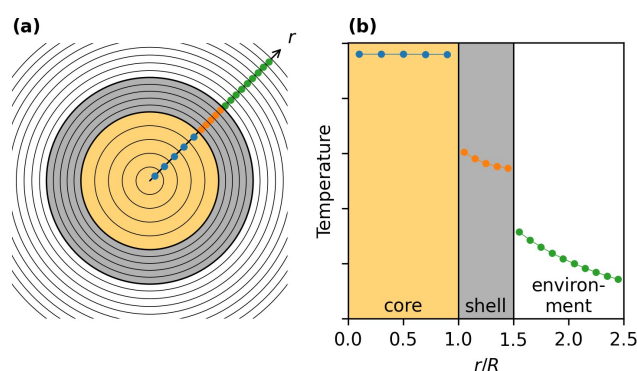 (a)
r
(b)
Temperature
core
shell
environ-
ment
0.0 0.5 1.0 1.5 2.0 2.5
r/R